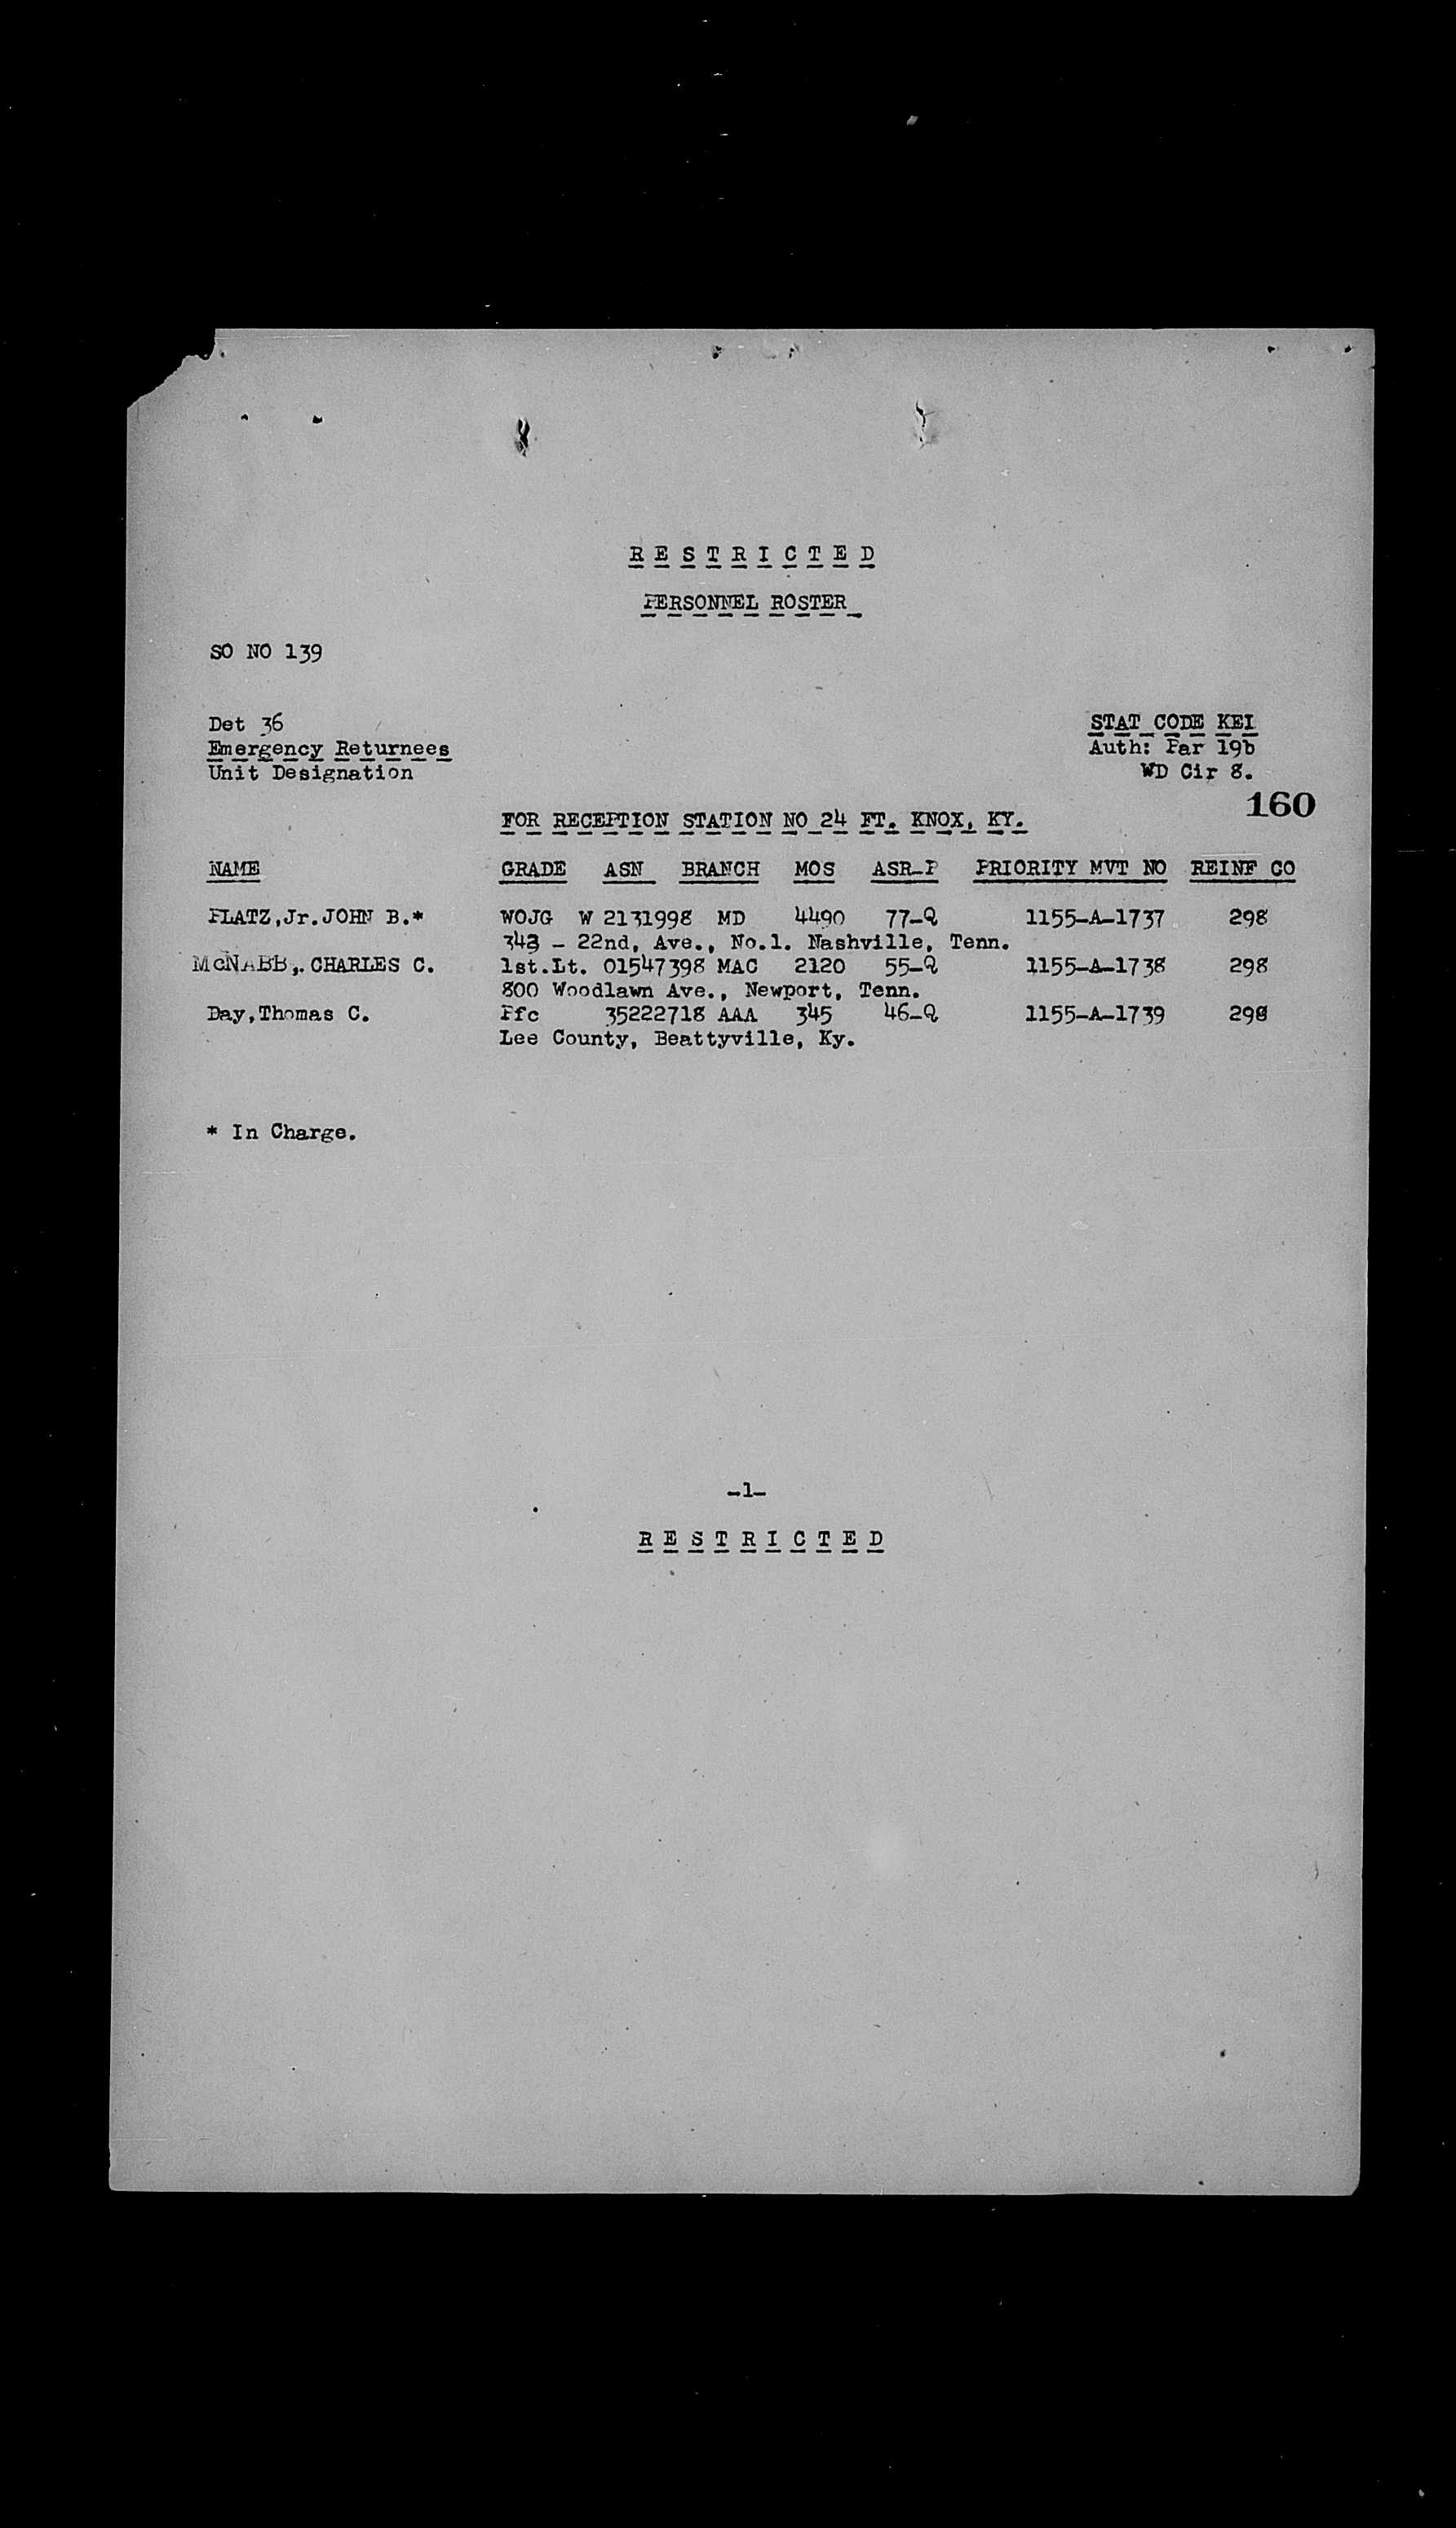 R E S T R I C T E D
PERSONNEL ROSTER
SO NO 139
Det 36
STAT CODE KEI
Emergency Returnees
Auth: Par 19b
Unit Designation
WD Cir 8.
160
FOR RECEPTION STATION NO 24 FT. KNOX, KY.
NAME GRADE ASN BRANCH MOS ASR-P PRIORITY MVT NO REINF CO
PLATZ,Jr.JOHN B.* WOJG W 2131998 MD 4490 77-Q 1155-A-1737 298
343 - 22nd, Ave., No.1. Nashville, Tenn.
McNABB,. CHARLES C. 1st.Lt. 01547398 MAC 2120 55-Q 1155-A-1738 298
800 Woodlawn Ave., Newport, Tenn.
Day,Thomas C. Pfc 35222718 AAA 345 46-Q 1155-A-1739 298
Lee County, Beattyville, Ky.
* In Charge.
-1-
R E S T R I C T E D